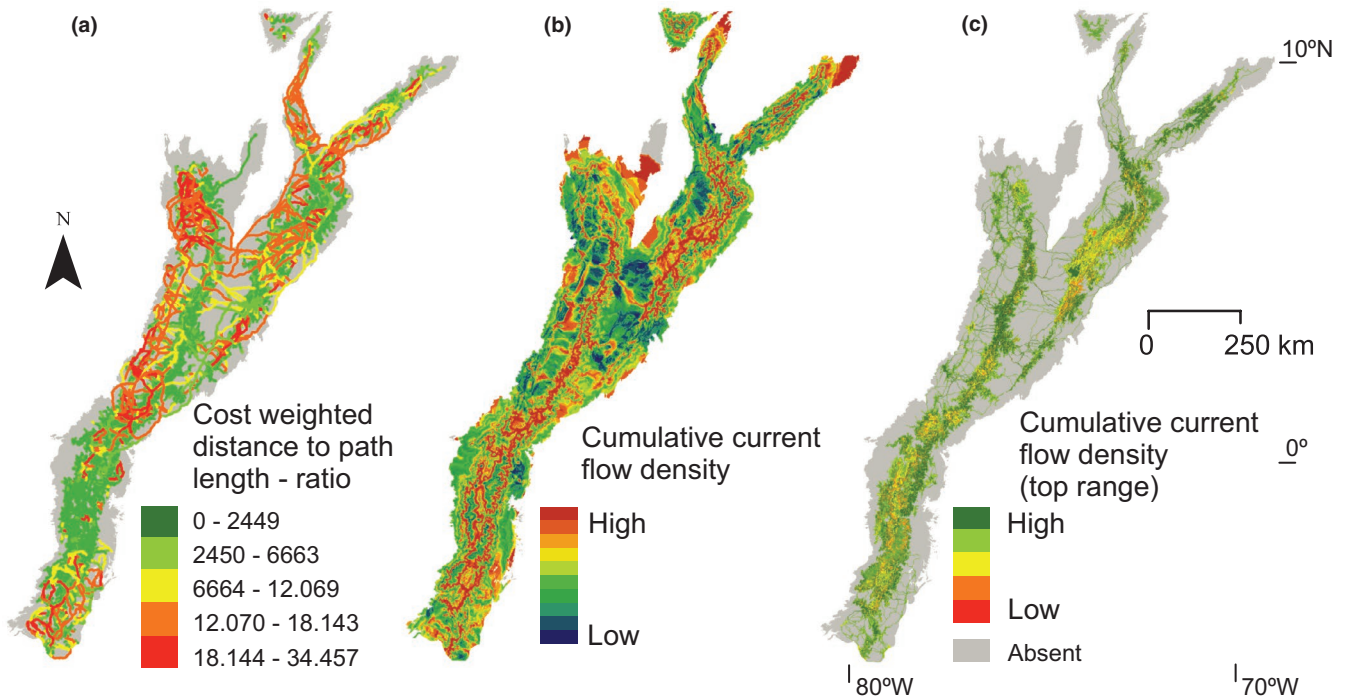 (a)
(b)
(c)
10ºN
N
0 250 km
0º
Cost weighted
distance to path
length - ratio
0 - 2449
2450 - 6663
6664 - 12.069
12.070 - 18.143
18.144 - 34.457
Cumulative current
flow density
High
Low
Cumulative current
flow density
(top range)
High
Low
Absent
80ºW
70ºW